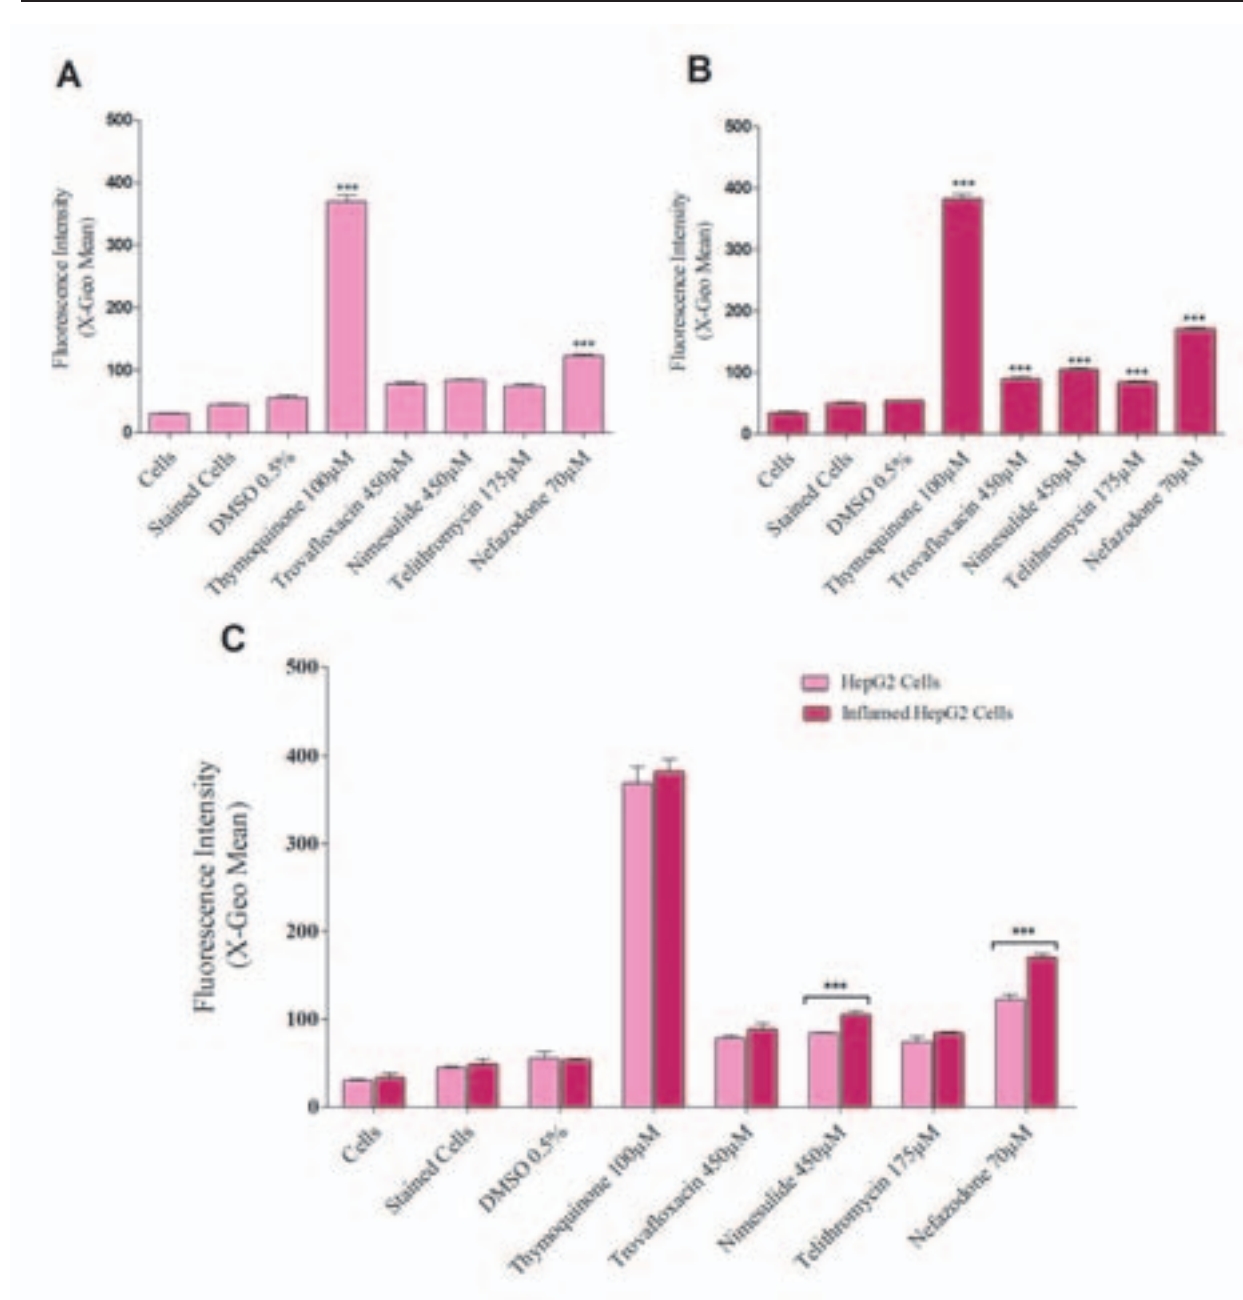 A
500
400
300
200
100
0
Fluorescence Intensity
(X-Geo Mean)
***
***
Cells
Stained Cells
DMSO 0.5%
Thymoquinone 100µM
Trovafloxacin 450µM
Nimesulide 450µM
Telithromycin 175µM
Nefazodone 70µM
B
500
400
300
200
100
0
Fluorescence Intensity
(X-Geo Mean)
***
***
***
***
***
Cells
Stained Cells
DMSO 0.5%
Thymoquinone 100µM
Trovafloxacin 450µM
Nimesulide 450µM
Telithromycin 175µM
Nefazodone 70µM
C
500
400
300
200
100
0
Fluorescence Intensity
(X-Geo Mean)
HepG2 Cells
Inflamed HepG2 Cells
***
***
Cells
Stained Cells
DMSO 0.5%
Thymoquinone 100µM
Trovafloxacin 450µM
Nimesulide 450µM
Telithromycin 175µM
Nefazodone 70µM